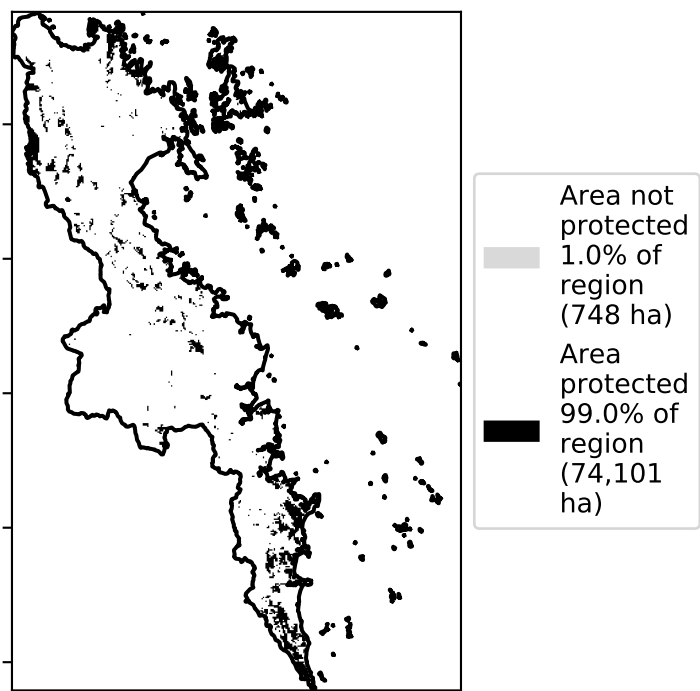 Area not
protected
1.0% of
region
(748 ha)
Area
protected
99.0% of
region
(74,101
ha)